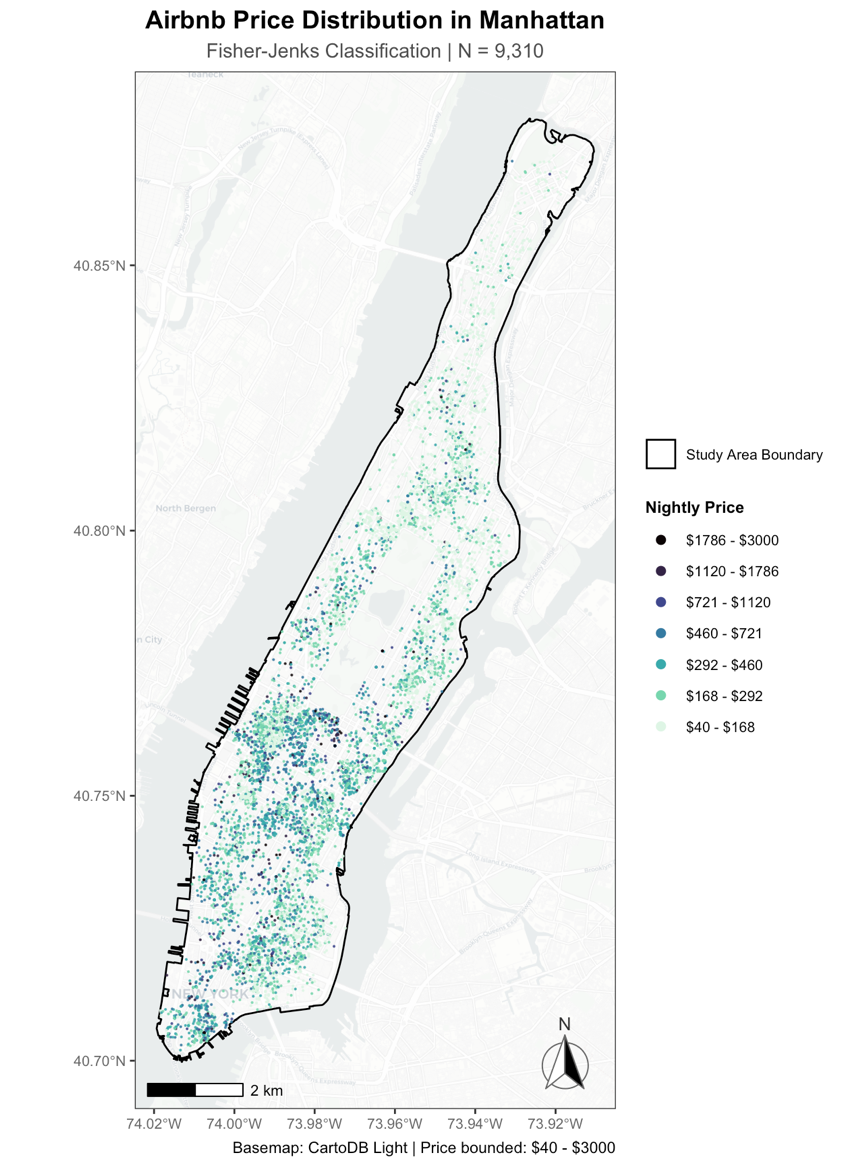 Airbnb Price Distribution in Manhattan
Fisher-Jenks Classification | N = 9,310
Teaneck
40.85°N
Study Area Boundary
Nightly Price
North Bergen
40.80°N
$1786 - $3000
$1120 - $1786
$721 - $1120
n City
$460 - $721
$292 - $460
$168 - $292
$40 - $168
40.75°N
NEW YORK
N
40.70°N
2 km
74.02°W 74.00°W 73.98°W 73.96°W 73.94°W 73.92°W
Basemap: CartoDB Light | Price bounded: $40 - $3000